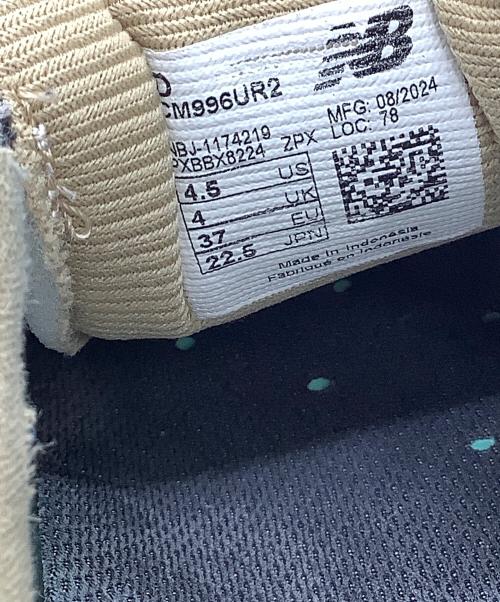 NB
D
CM996UR2
MFG: 08/2024
LOC: 78
NBJ-1174219
PXBBX8224 ZPX
4.5 US
4 UK
37 EU
22.5 JPN
Made in Indonesia
Fabriqué en Indonésie